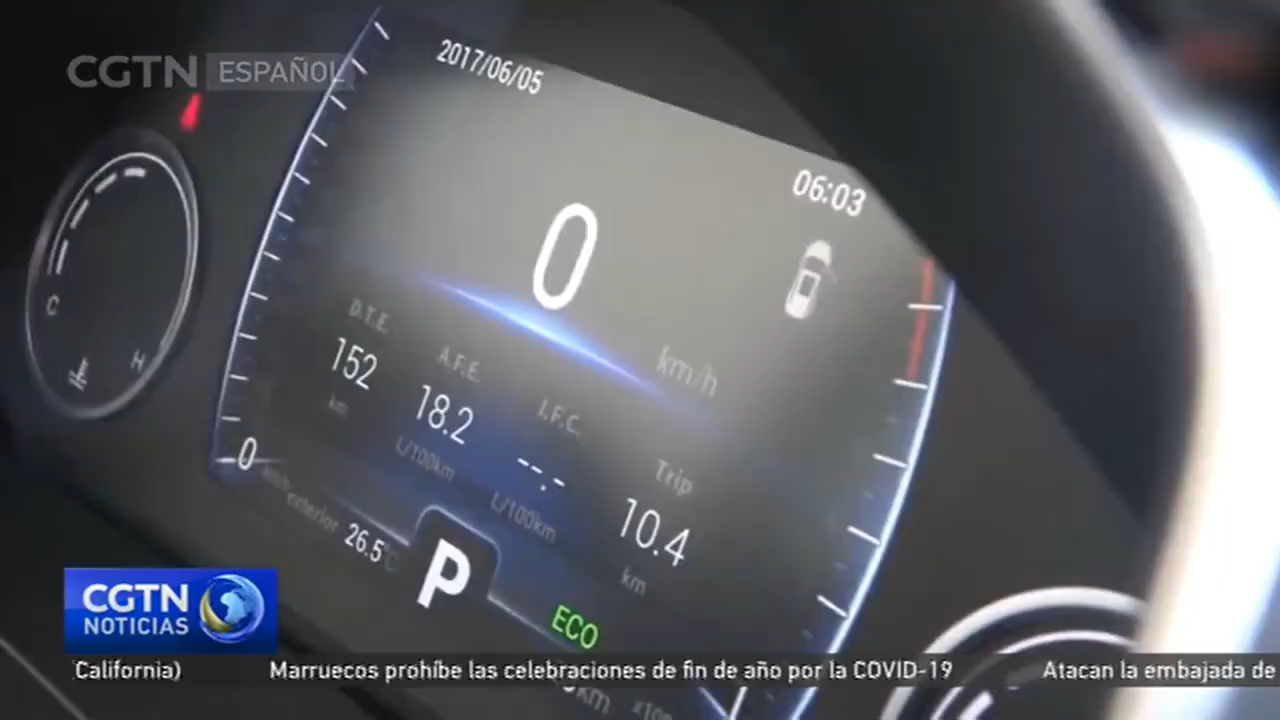 CGTN ESPAÑOL
2017/06/05
06:03
0
km/h
D.T.E.
152
km
A.F.E.
18.2
L/100km
I.F.C.
--.-
L/100km
Trip
10.4
km
C
H
0
exterior 26.5°C
P
ECO
km
CGTN
NOTICIAS
California) Marruecos prohíbe las celebraciones de fin de año por la COVID-19 Atacan la embajada de